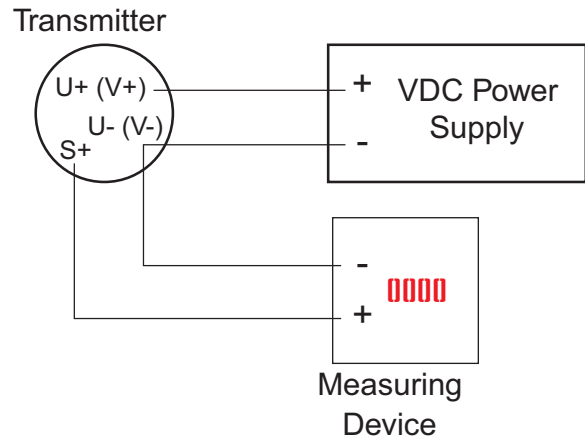 Transmitter
U+ (V+)
U- (V-)
S+
+
-
VDC Power
Supply
-
+
0000
Measuring
Device